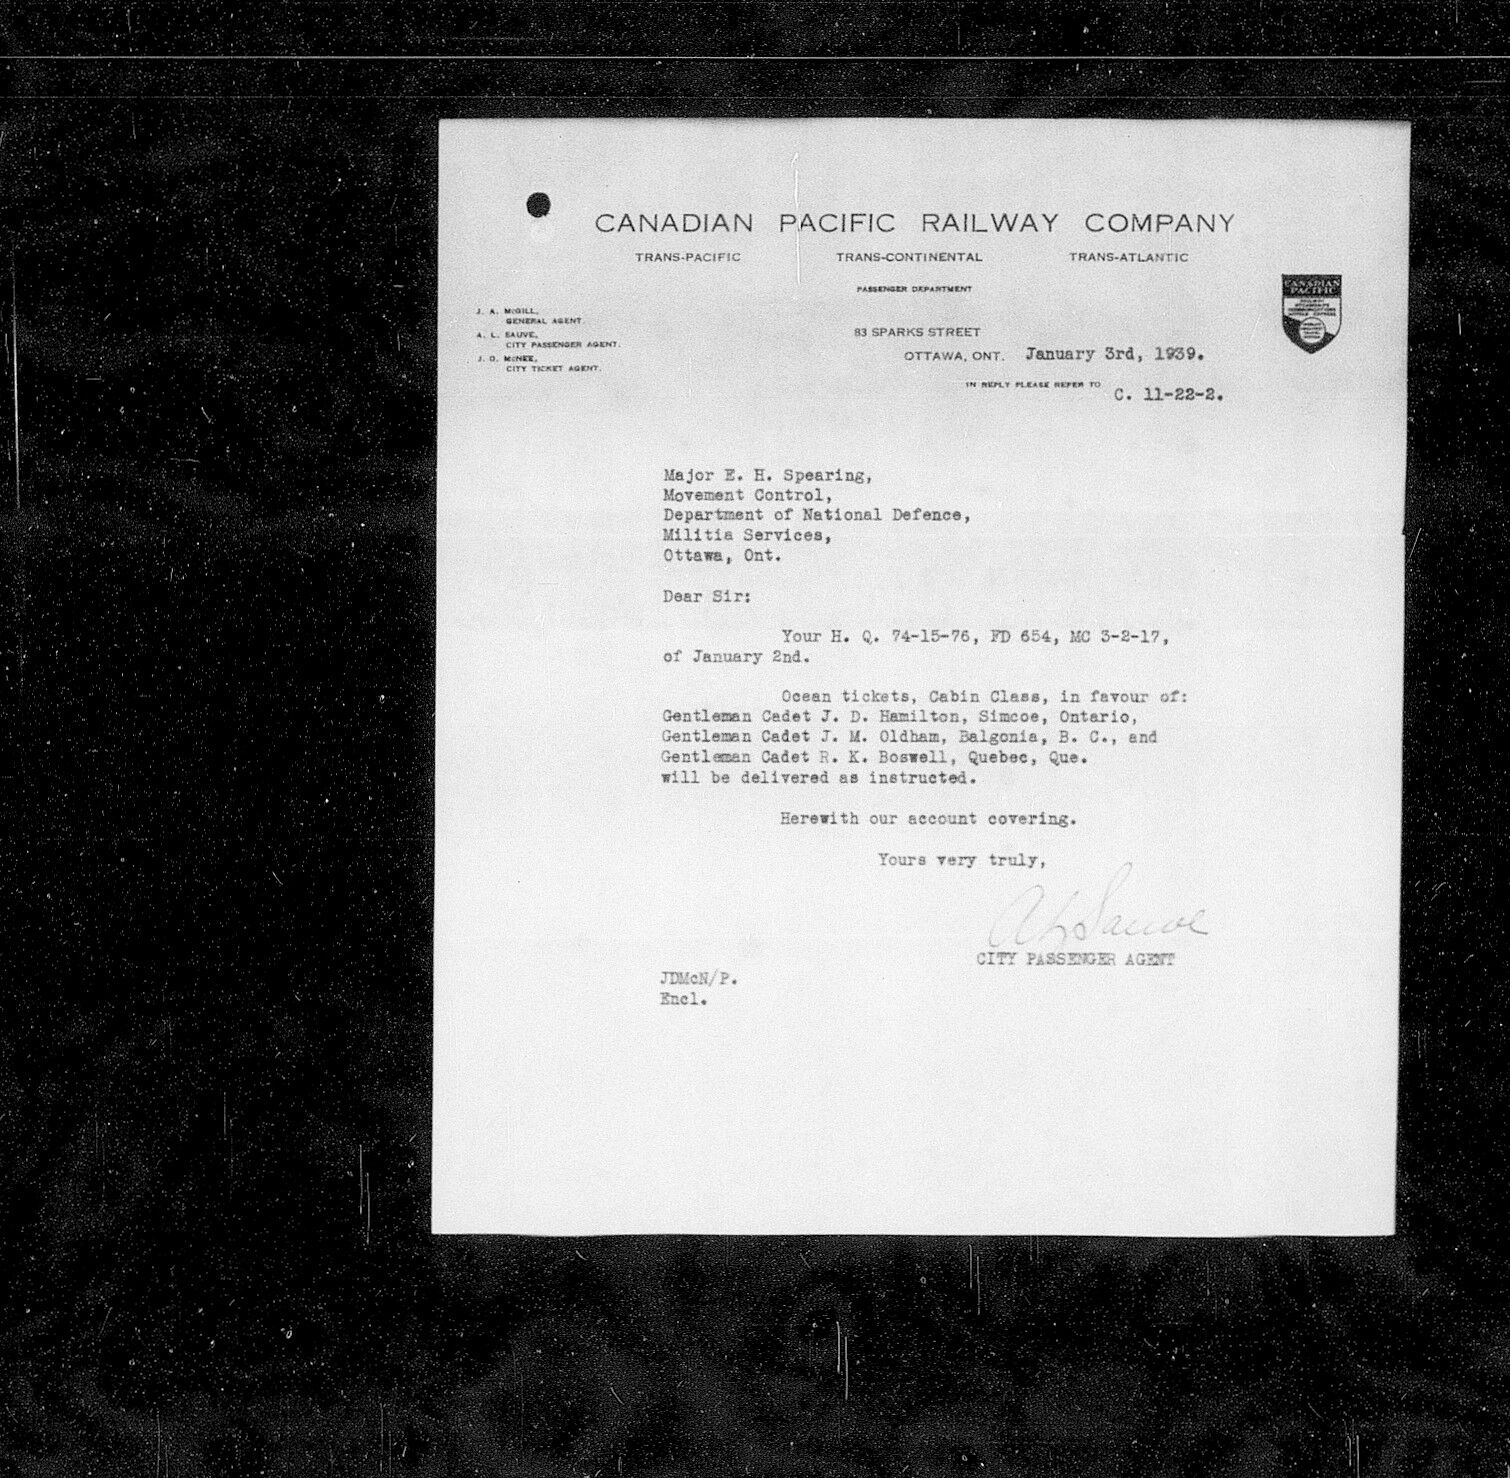 CANADIAN PACIFIC RAILWAY COMPANY
TRANS-PACIFIC TRANS-CONTINENTAL TRANS-ATLANTIC
PASSENGER DEPARTMENT
CANADIAN
PACIFIC
J. A. McGILL,
GENERAL AGENT.
A. L. SAUVE,
CITY PASSENGER AGENT.
J. D. McNEE,
CITY TICKET AGENT.
83 SPARKS STREET
OTTAWA, ONT. January 3rd, 1939.
IN REPLY PLEASE REFER TO C. 11-22-2.
Major E. H. Spearing,
Movement Control,
Department of National Defence,
Militia Services,
Ottawa, Ont.
Dear Sir:
Your H. Q. 74-15-76, FD 654, MC 3-2-17,
of January 2nd.
Ocean tickets, Cabin Class, in favour of:
Gentleman Cadet J. D. Hamilton, Simcoe, Ontario,
Gentleman Cadet J. M. Oldham, Balgonia, B. C., and
Gentleman Cadet R. K. Boswell, Quebec, Que.
will be delivered as instructed.
Herewith our account covering.
Yours very truly,
A L Sauve
CITY PASSENGER AGENT
JDMcN/P.
Encl.